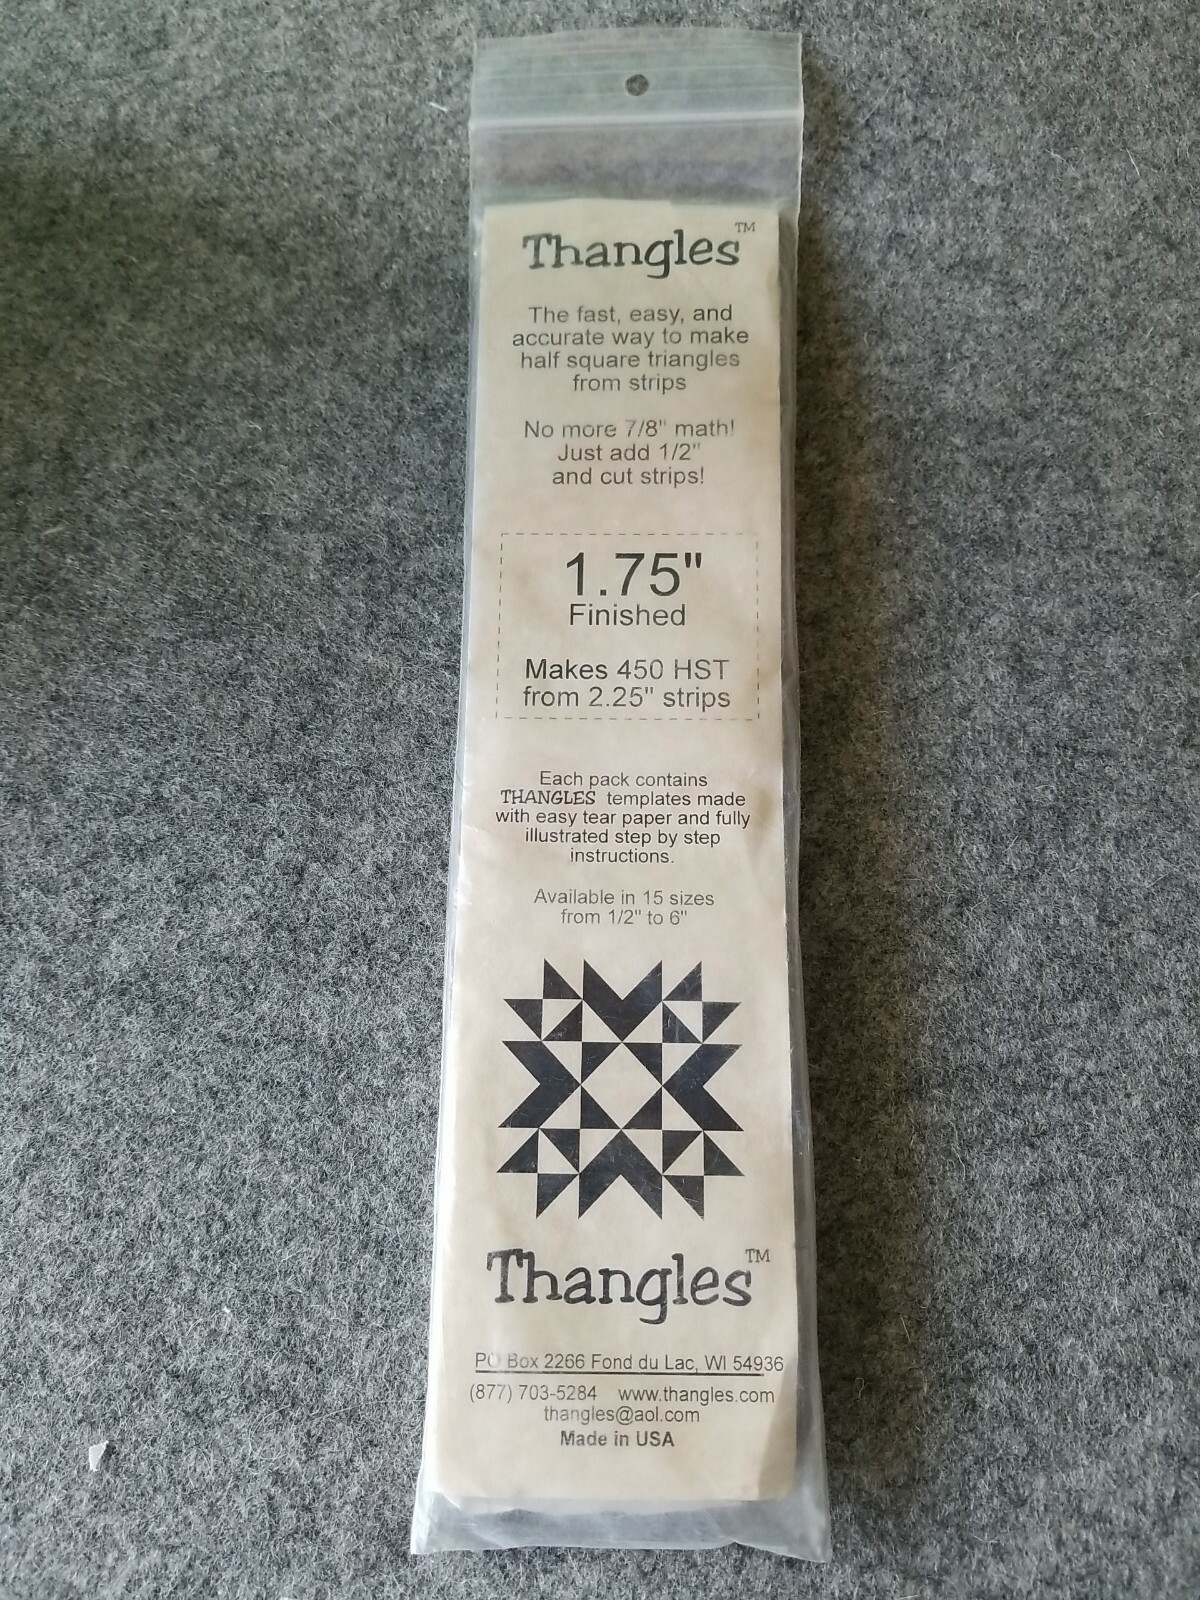 Thangles™
The fast, easy, and
accurate way to make
half square triangles
from strips
No more 7/8" math!
Just add 1/2"
and cut strips!
1.75"
Finished
Makes 450 HST
from 2.25" strips
Each pack contains
THANGLES templates made
with easy tear paper and fully
illustrated step by step
instructions.
Available in 15 sizes
from 1/2" to 6"
Thangles™
PO Box 2266 Fond du Lac, WI 54936
(877) 703-5284 www.thangles.com
thangles@aol.com
Made in USA